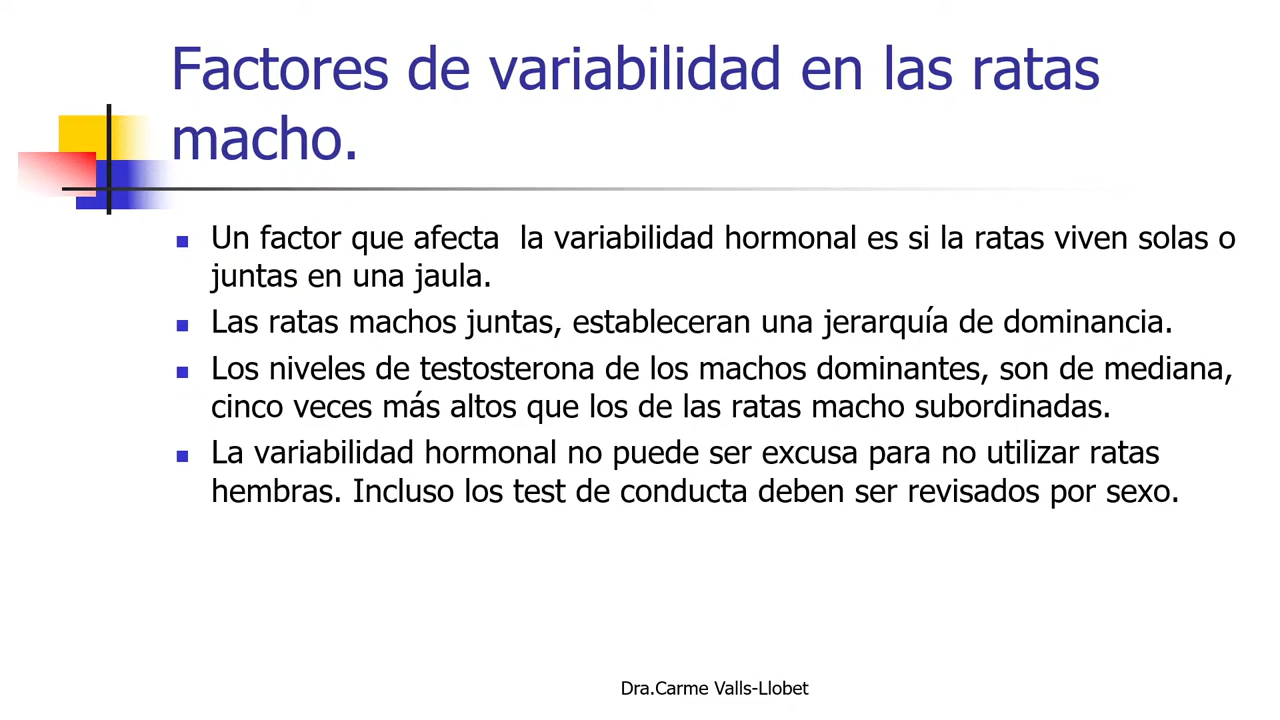 Factores de variabilidad en las ratas
macho.
Un factor que afecta  la variabilidad hormonal es si la ratas viven solas o
juntas en una jaula.
Las ratas machos juntas, estableceran una jerarquía de dominancia.
Los niveles de testosterona de los machos dominantes, son de mediana,
cinco veces más altos que los de las ratas macho subordinadas.
La variabilidad hormonal no puede ser excusa para no utilizar ratas
hembras. Incluso los test de conducta deben ser revisados por sexo.
Dra.Carme Valls-Llobet